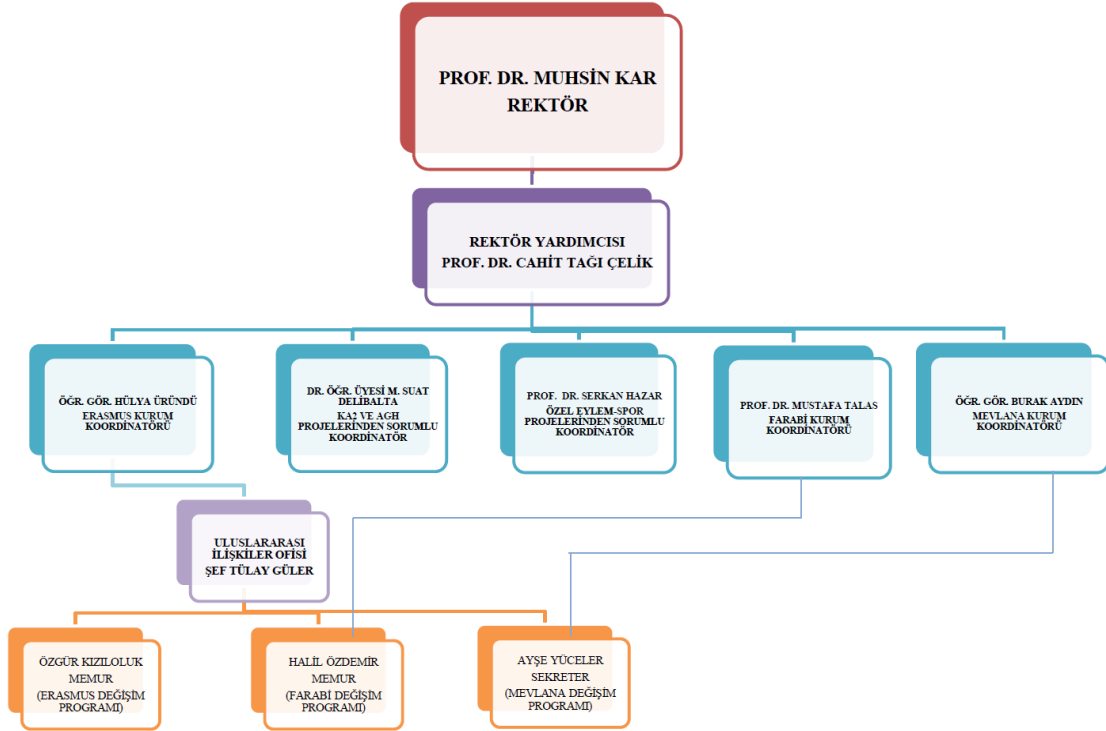 PROF. DR. MUHSİN KAR
REKTÖR
REKTÖR YARDIMCISI
PROF. DR. CAHİT TAĞI ÇELİK
ÖĞR. GÖR. HÜLYA ÜRÜNDÜ
ERASMUS KURUM
KOORDİNATÖRÜ
DR. ÖĞR. ÜYESİ M. SUAT
DELİBALTA
KA2 VE AGH
PROJELERİNDEN SORUMLU
KOORDİNATÖR
PROF. DR. SERKAN HAZAR
ÖZEL EYLEM-SPOR
PROJELERİNDEN SORUMLU
KOORDİNATÖR
PROF. DR. MUSTAFA TALAS
FARABİ KURUM
KOORDİNATÖRÜ
ÖĞR. GÖR. BURAK AYDIN
MEVLANA KURUM
KOORDİNATÖRÜ
ULUSLARARASI
İLİŞKİLER OFİSİ
ŞEF TÜLAY GÜLER
ÖZGÜR KIZILOLUK
MEMUR
(ERASMUS DEĞİŞİM
PROGRAMI)
HALİL ÖZDEMİR
MEMUR
(FARABİ DEĞİŞİM
PROGRAMI)
AYŞE YÜCELER
SEKRETER
(MEVLANA DEĞİŞİM
PROGRAMI)